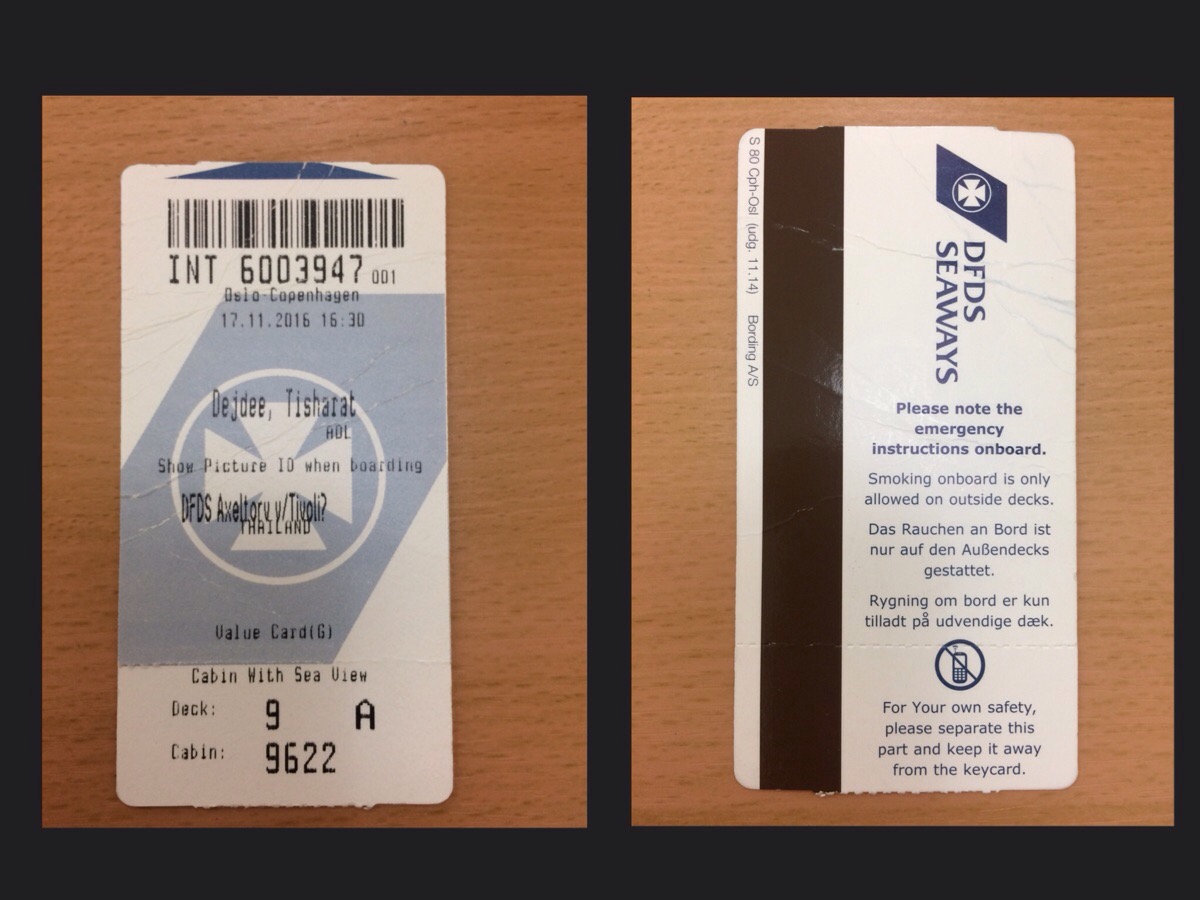 INT 6003947 001
Oslo-Copenhagen
17.11.2016 16:30
Dejdee, Tisharat
ADL
Show Picture ID when boarding
DFDS Axeltorv v/Tivoli?
THAILAND
Value Card(G)
Cabin With Sea View
Deck: 9 A
Cabin: 9622
S 80 Cph-Osl (udg. 11.14) Bording A/S
DFDS
SEAWAYS
Please note the
emergency
instructions onboard.
Smoking onboard is only
allowed on outside decks.
Das Rauchen an Bord ist
nur auf den Außendecks
gestattet.
Rygning om bord er kun
tilladt på udvendige dæk.
For Your own safety,
please separate this
part and keep it away
from the keycard.